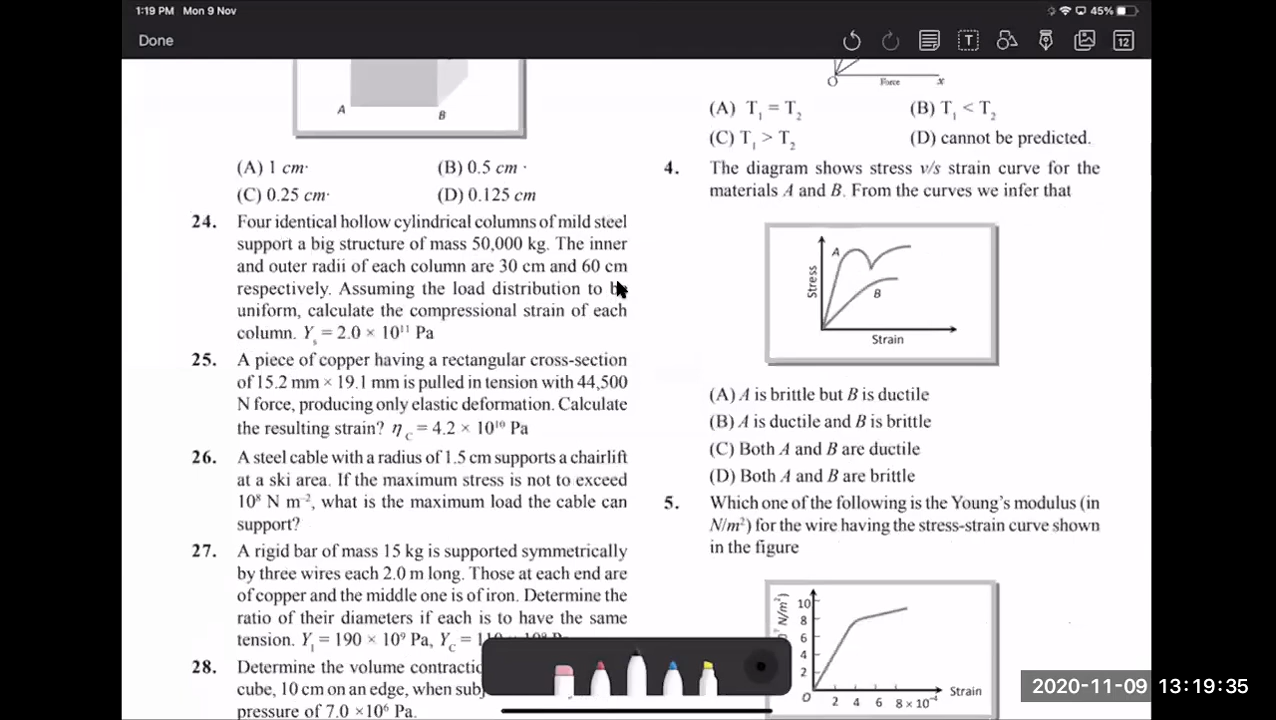 1:19 PM Mon 9 Nov
45%
Done
T
12
A
B
(A) 1 cm·
(B) 0.5 cm ·
(C) 0.25 cm·
(D) 0.125 cm
24. Four identical hollow cylindrical columns of mild steel
support a big structure of mass 50,000 kg. The inner
and outer radii of each column are 30 cm and 60 cm
respectively. Assuming the load distribution to
uniform, calculate the compressional strain of each
column. Yₛ = 2.0 × 10¹¹ Pa
25. A piece of copper having a rectangular cross-section
of 15.2 mm × 19.1 mm is pulled in tension with 44,500
N force, producing only elastic deformation. Calculate
the resulting strain? η_C = 4.2 × 10¹⁰ Pa
26. A steel cable with a radius of 1.5 cm supports a chairlift
at a ski area. If the maximum stress is not to exceed
10⁸ N m⁻², what is the maximum load the cable can
support?
27. A rigid bar of mass 15 kg is supported symmetrically
by three wires each 2.0 m long. Those at each end are
of copper and the middle one is of iron. Determine the
ratio of their diameters if each is to have the same
tension. Y_I = 190 × 10⁹ Pa, Y_C =
28. Determine the volume
cube, 10 cm on an edge, when
pressure of 7.0 ×10⁶ Pa.
O
Force
x
(A) T₁ = T₂
(B) T₁ < T₂
(C) T₁ > T₂
(D) cannot be predicted.
4. The diagram shows stress v/s strain curve for the
materials A and B. From the curves we infer that
Stress
A
B
Strain
(A) A is brittle but B is ductile
(B) A is ductile and B is brittle
(C) Both A and B are ductile
(D) Both A and B are brittle
5. Which one of the following is the Young's modulus (in
N/m²) for the wire having the stress-strain curve shown
in the figure
N/m²)
10
8
6
4
2
O
2 4 6 8 × 10⁻⁴
Strain
2020-11-09 13:19:35